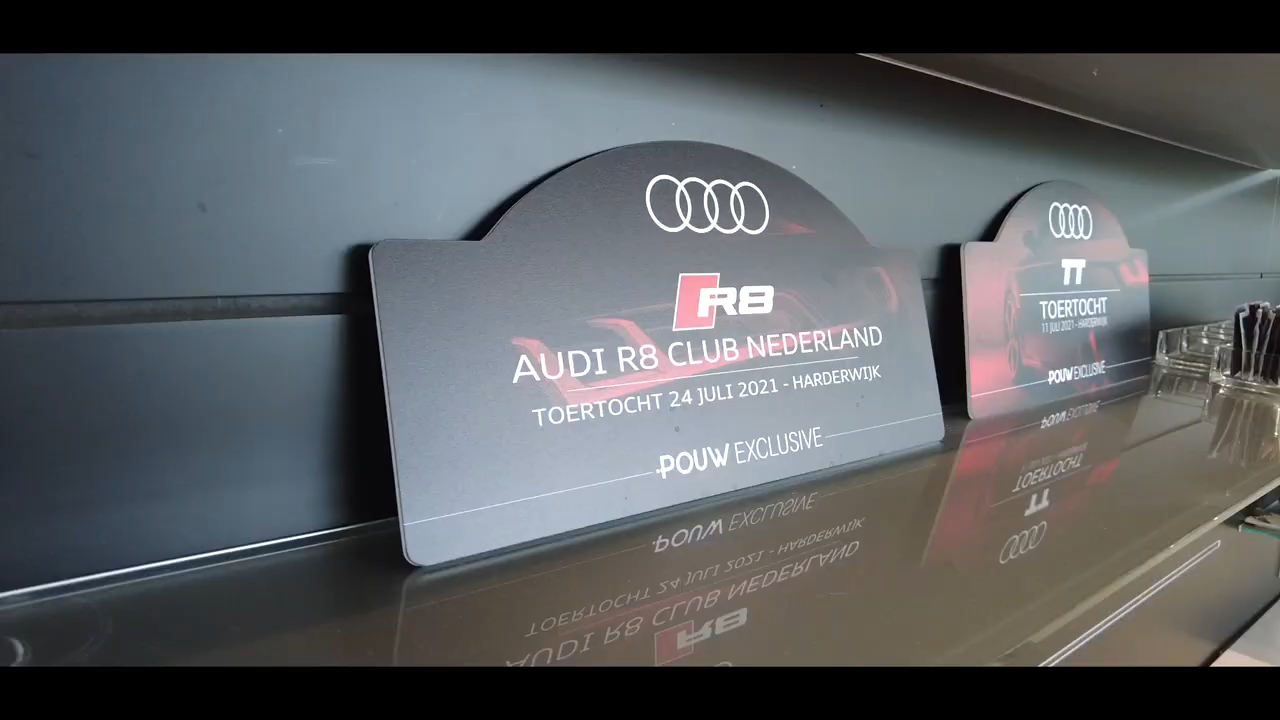 R8
AUDI R8 CLUB NEDERLAND
TOERTOCHT 24 JULI 2021 - HARDERWIJK
POUW EXCLUSIVE
TT
TOERTOCHT
11 JULI 2021 - HARDERWIJK
POUW EXCLUSIVE